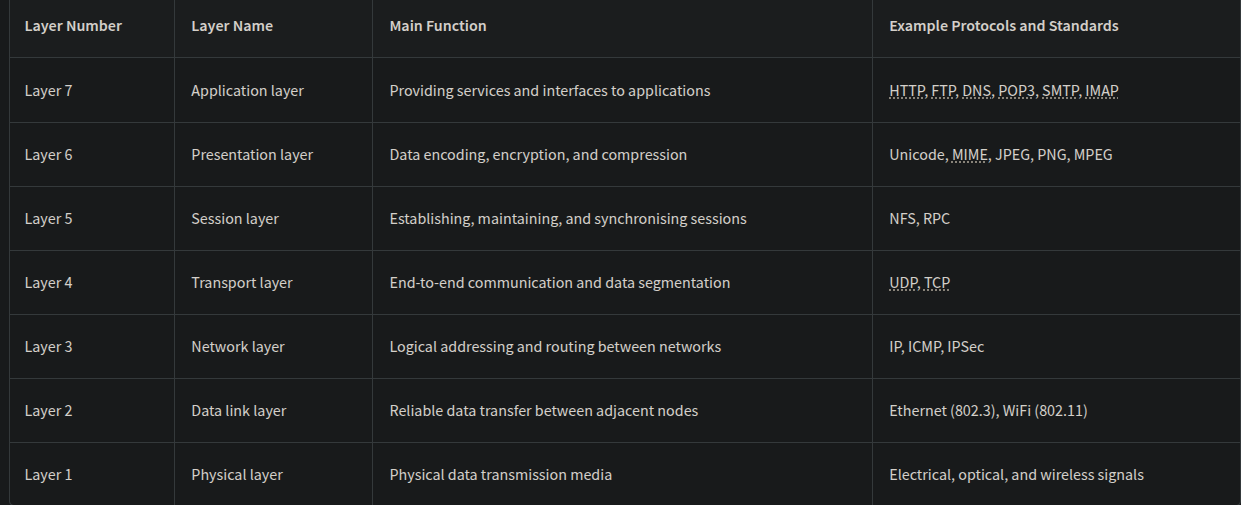 Layer Number Layer Name Main Function Example Protocols and Standards
Layer 7 Application layer Providing services and interfaces to applications HTTP, FTP, DNS, POP3, SMTP, IMAP
Layer 6 Presentation layer Data encoding, encryption, and compression Unicode, MIME, JPEG, PNG, MPEG
Layer 5 Session layer Establishing, maintaining, and synchronising sessions NFS, RPC
Layer 4 Transport layer End-to-end communication and data segmentation UDP, TCP
Layer 3 Network layer Logical addressing and routing between networks IP, ICMP, IPSec
Layer 2 Data link layer Reliable data transfer between adjacent nodes Ethernet (802.3), WiFi (802.11)
Layer 1 Physical layer Physical data transmission media Electrical, optical, and wireless signals